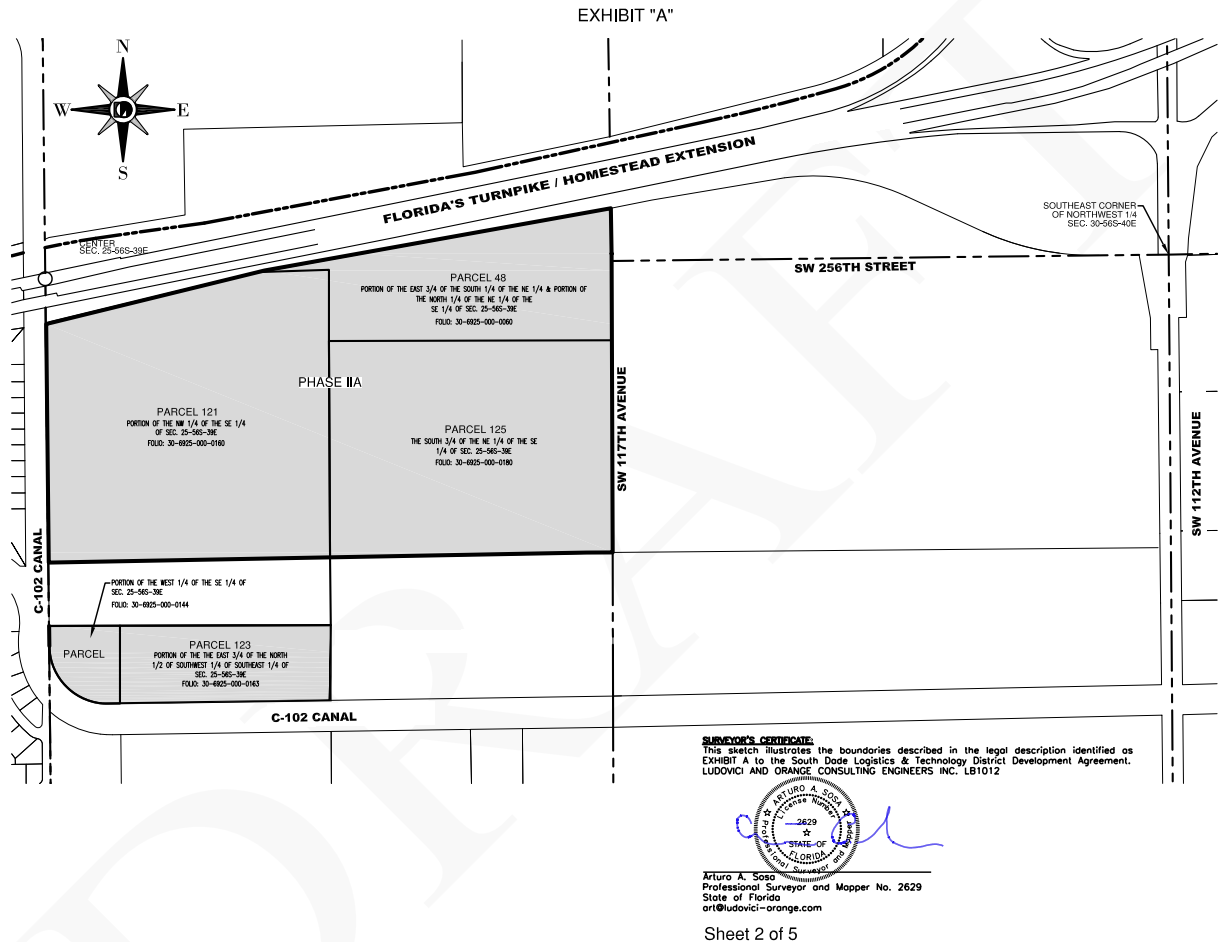 EXHIBIT "A"
N
W
E
S
FLORIDA'S TURNPIKE / HOMESTEAD EXTENSION
CENTER
SEC. 25-56S-39E
SOUTHEAST CORNER
OF NORTHWEST 1/4
SEC. 30-56S-40E
SW 256TH STREET
PARCEL 48
PORTION OF THE EAST 3/4 OF THE SOUTH 1/4 OF THE NE 1/4 & PORTION OF
THE NORTH 1/4 OF THE NE 1/4 OF THE
SE 1/4 OF SEC. 25-56S-39E
FOLIO: 30-6925-000-0060
PHASE IIA
PARCEL 121
PORTION OF THE NW 1/4 OF THE SE 1/4
OF SEC. 25-56S-39E
FOLIO: 30-6925-000-0160
PARCEL 125
THE SOUTH 3/4 OF THE NE 1/4 OF THE SE
1/4 OF SEC. 25-56S-39E
FOLIO: 30-6925-000-0180
SW 117TH AVENUE
SW 112TH AVENUE
C-102 CANAL
PORTION OF THE WEST 1/4 OF THE SE 1/4 OF
SEC. 25-56S-39E
FOLIO: 30-6925-000-0144
PARCEL
PARCEL 123
PORTION OF THE THE EAST 3/4 OF THE NORTH
1/2 OF SOUTHWEST 1/4 OF SOUTHEAST 1/4 OF
SEC. 25-56S-39E
FOLIO: 30-6925-000-0163
C-102 CANAL
SURVEYOR'S CERTIFICATE:
This sketch illustrates the boundaries described in the legal description identified as
EXHIBIT A to the South Dade Logistics & Technology District Development Agreement.
LUDOVICI AND ORANGE CONSULTING ENGINEERS INC. LB1012
ARTURO A. SOSA
License Number
2629
STATE OF
FLORIDA
Professional Surveyor and Mapper
Arturo A. Sosa
Professional Surveyor and Mapper No. 2629
State of Florida
art@ludovici-orange.com
Sheet 2 of 5
DRAFT